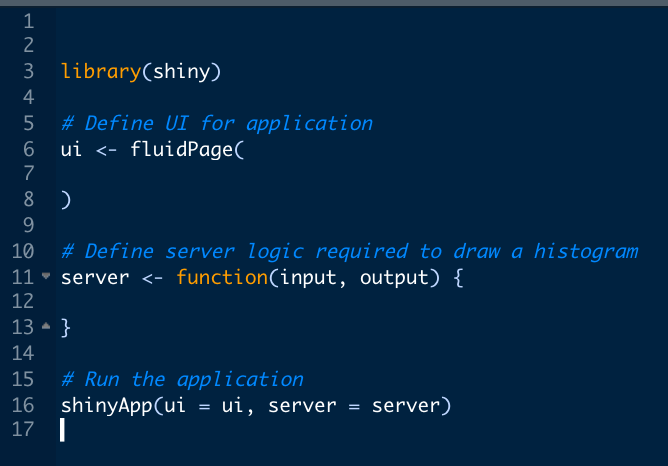 1
2
3 library(shiny)
4
5 # Define UI for application
6 ui <- fluidPage(
7
8 )
9
10 # Define server logic required to draw a histogram
11 server <- function(input, output) {
12
13 }
14
15 # Run the application
16 shinyApp(ui = ui, server = server)
17